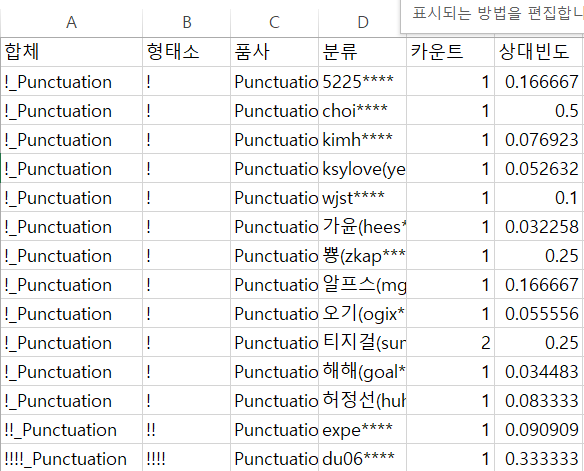 표시되는 방법을 편집합니
A B C D E F
합체 형태소 품사 분류 카운트 상대빈도
!_Punctuation ! Punctuatio 5225**** 1 0.166667
!_Punctuation ! Punctuatio choi**** 1 0.5
!_Punctuation ! Punctuatio kimh**** 1 0.076923
!_Punctuation ! Punctuatio ksylove(ye 1 0.052632
!_Punctuation ! Punctuatio wjst**** 1 0.1
!_Punctuation ! Punctuatio 가윤(hees* 1 0.032258
!_Punctuation ! Punctuatio 뿅(zkap*** 1 0.25
!_Punctuation ! Punctuatio 알프스(mg 1 0.166667
!_Punctuation ! Punctuatio 오기(ogix* 1 0.055556
!_Punctuation ! Punctuatio 티지걸(sun 2 0.25
!_Punctuation ! Punctuatio 해해(goal* 1 0.034483
!_Punctuation ! Punctuatio 허정선(huh 1 0.083333
!!_Punctuation !! Punctuatio expe**** 1 0.090909
!!!!_Punctuation !!!! Punctuatio du06**** 1 0.333333